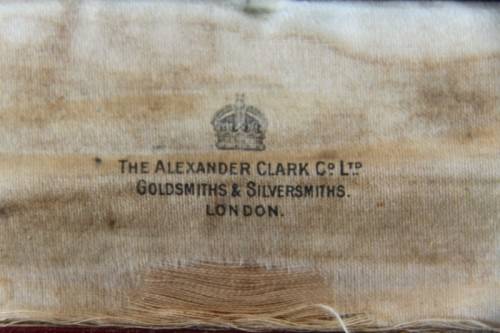 THE ALEXANDER CLARK Cº LTD
GOLDSMITHS & SILVERSMITHS.
LONDON.